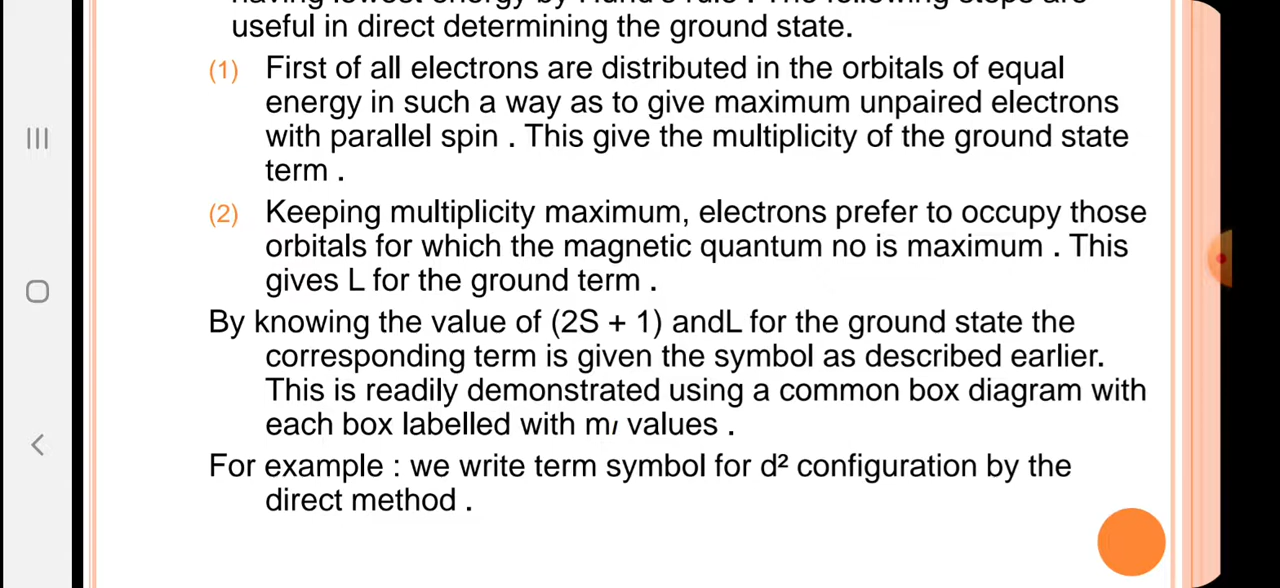 useful in direct determining the ground state.
(1) First of all electrons are distributed in the orbitals of equal
energy in such a way as to give maximum unpaired electrons
with parallel spin . This give the multiplicity of the ground state
term .
(2) Keeping multiplicity maximum, electrons prefer to occupy those
orbitals for which the magnetic quantum no is maximum . This
gives L for the ground term .
By knowing the value of (2S + 1) andL for the ground state the
corresponding term is given the symbol as described earlier.
This is readily demonstrated using a common box diagram with
each box labelled with mₗ values .
For example : we write term symbol for d² configuration by the
direct method .